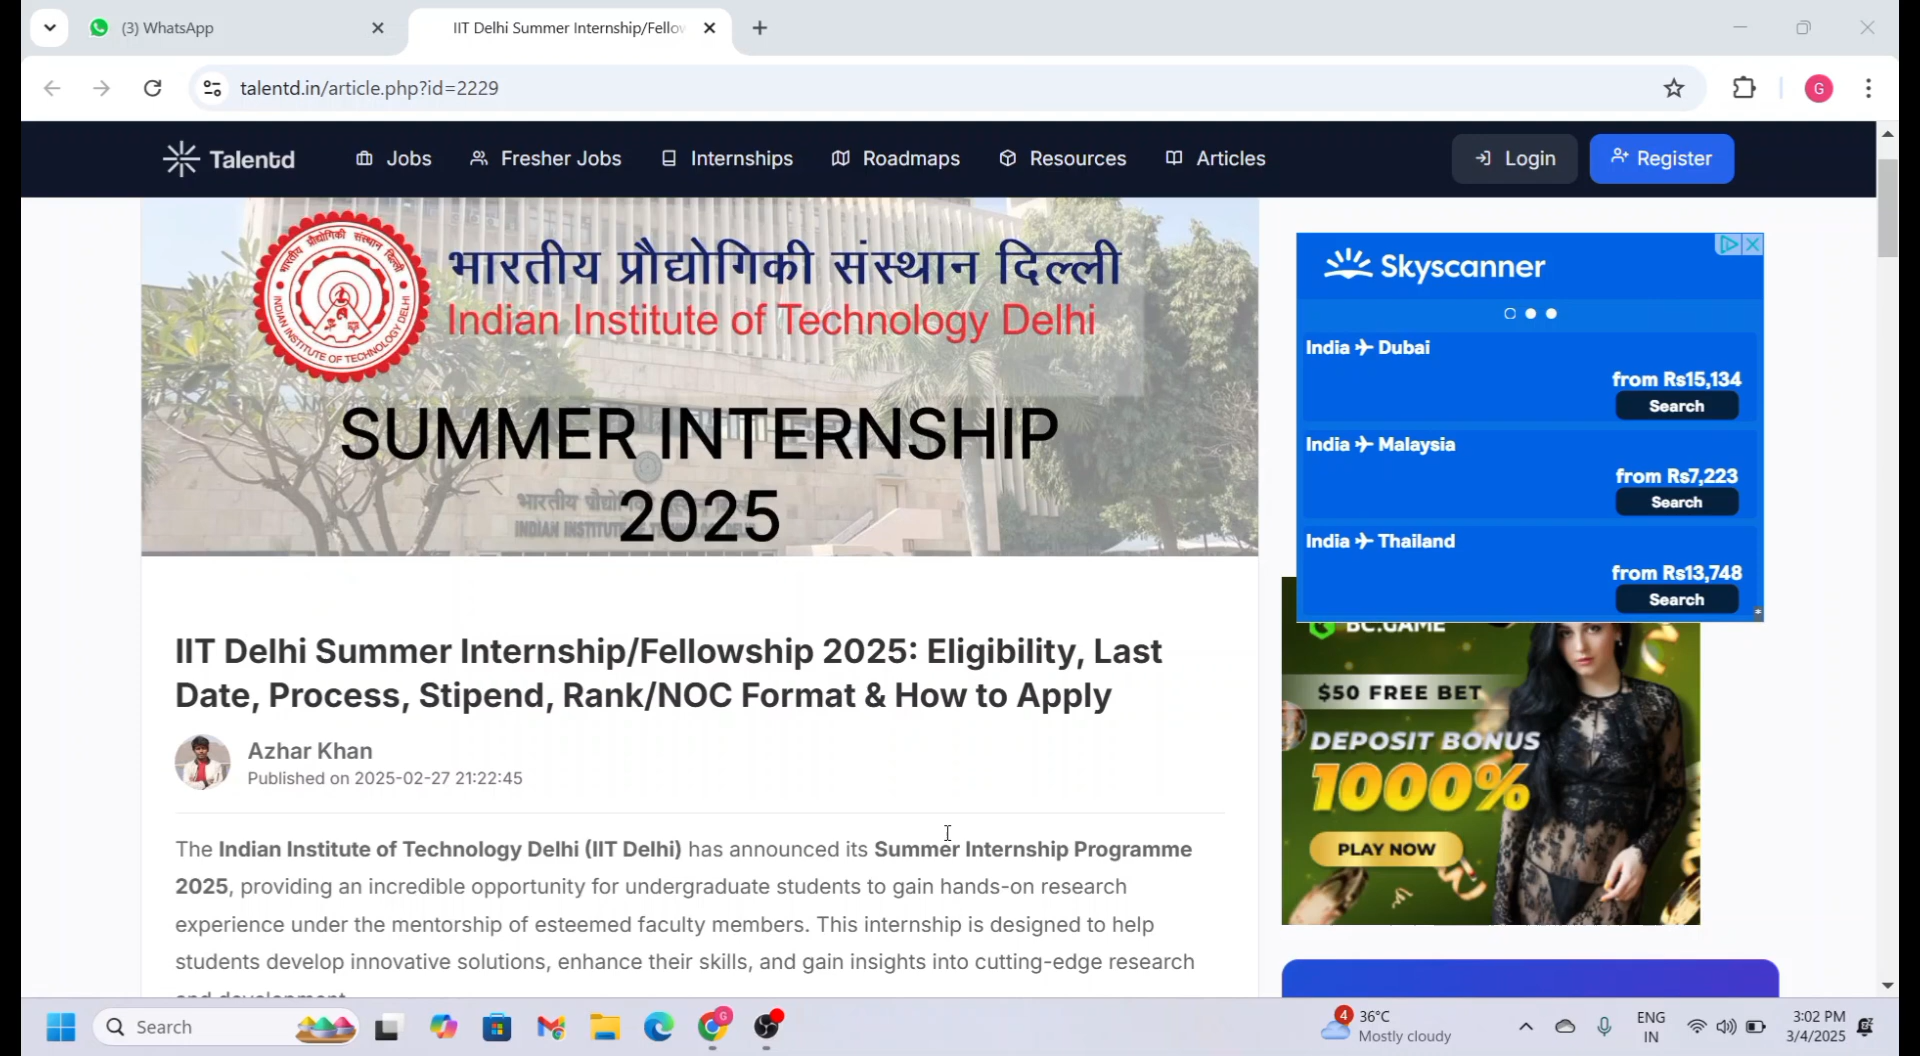 (3) WhatsApp
IIT Delhi Summer Internship/Fellow
talentd.in/article.php?id=2229
G
Talentd
Jobs
Fresher Jobs
Internships
Roadmaps
Resources
Articles
Login
Register
भारतीय प्रौद्योगिकी संस्थान दिल्ली
Indian Institute of Technology Delhi
SUMMER INTERNSHIP
2025
IIT Delhi Summer Internship/Fellowship 2025: Eligibility, Last
Date, Process, Stipend, Rank/NOC Format & How to Apply
Azhar Khan
Published on 2025-02-27 21:22:45
The Indian Institute of Technology Delhi (IIT Delhi) has announced its Summer Internship Programme
2025, providing an incredible opportunity for undergraduate students to gain hands-on research
experience under the mentorship of esteemed faculty members. This internship is designed to help
students develop innovative solutions, enhance their skills, and gain insights into cutting-edge research
and development.
Skyscanner
India ✈ Dubai
from Rs15,134
Search
India ✈ Malaysia
from Rs7,223
Search
India ✈ Thailand
from Rs13,748
Search
BC.GAME
$50 FREE BET
DEPOSIT BONUS
1000%
PLAY NOW
Search
4
36°C
Mostly cloudy
ENG
IN
3:02 PM
3/4/2025